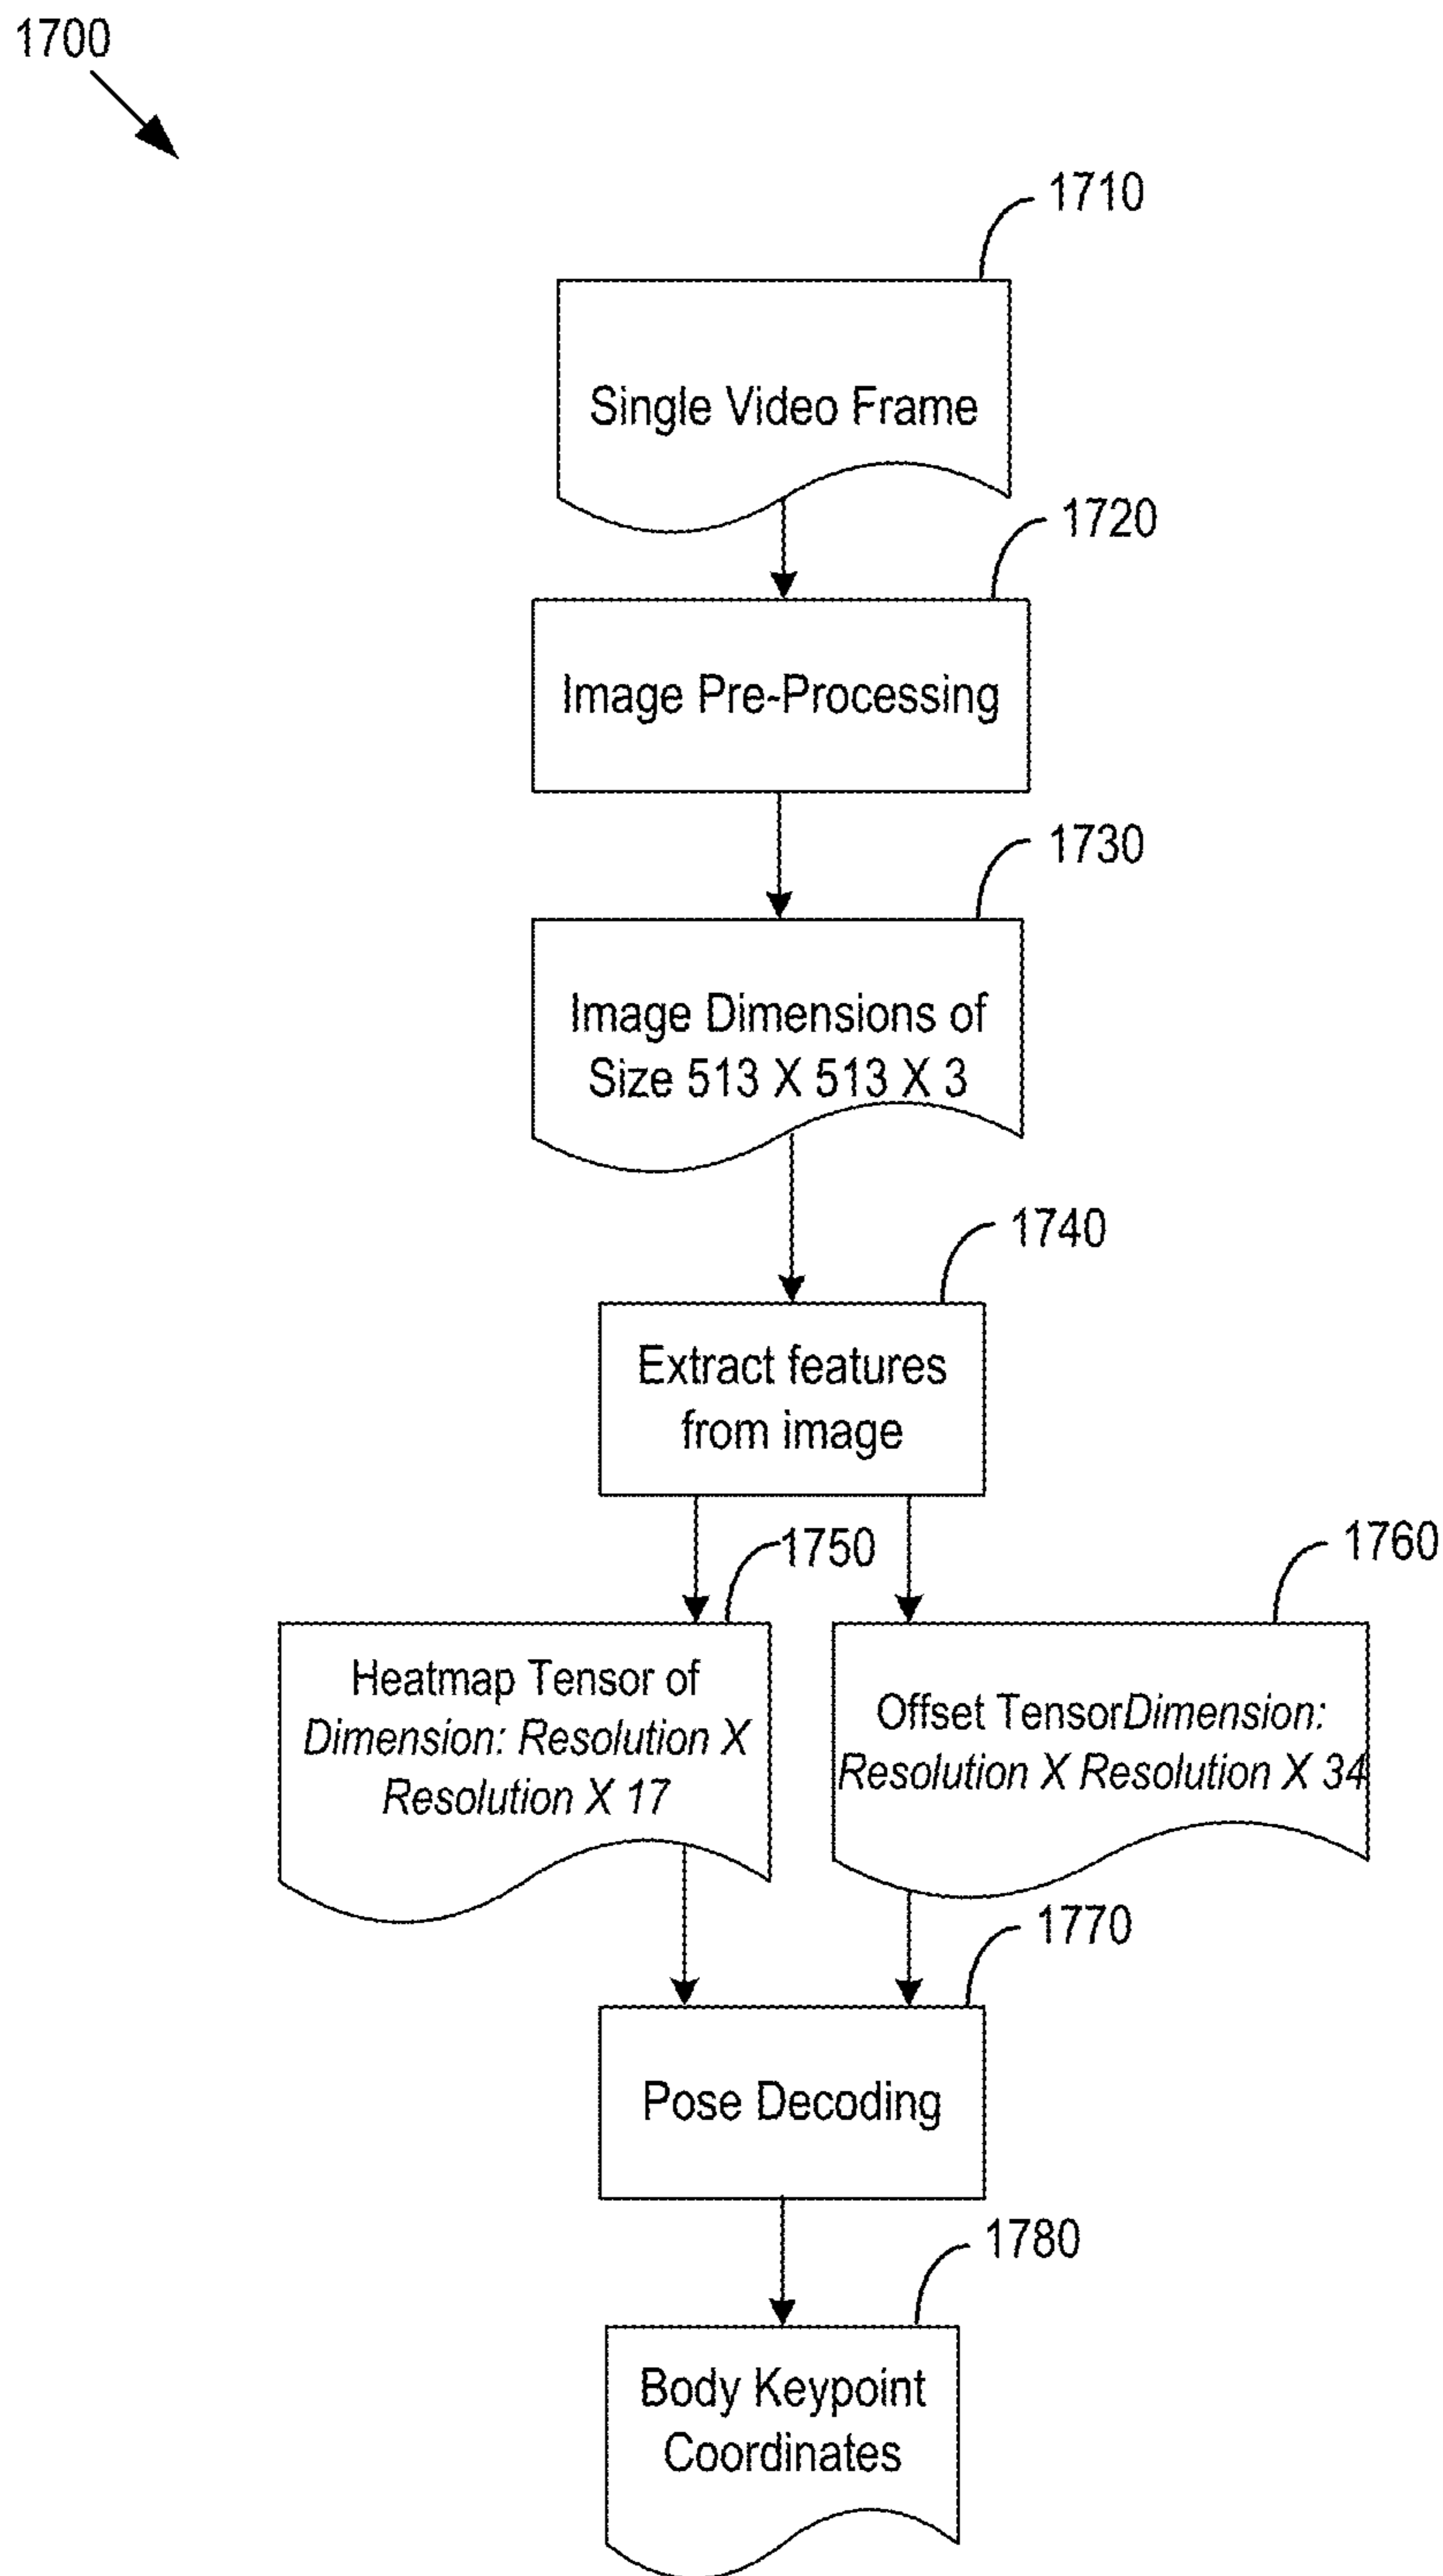 1700
1710
Single Video Frame
1720
Image Pre-Processing
1730
Image Dimensions of
Size 513 X 513 X 3
1740
Extract features
from image
1750
1760
Heatmap Tensor of
Dimension: Resolution X
Resolution X 17
Offset TensorDimension:
Resolution X Resolution X 34
1770
Pose Decoding
1780
Body Keypoint
Coordinates